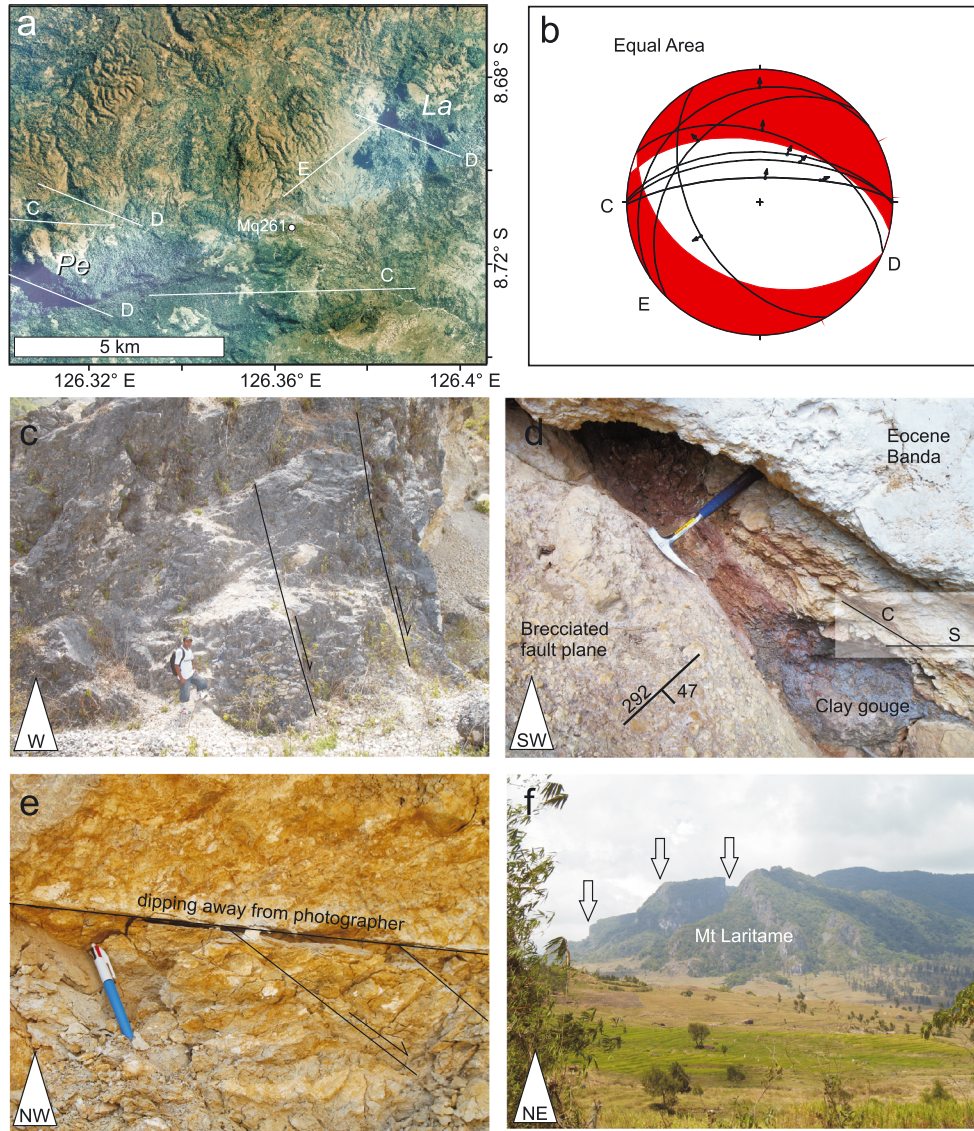 a
La
D
E
C
D
Mq261
Pe
C
D
5 km
8.68° S
8.72° S
126.32° E
126.36° E
126.4° E
b
Equal Area
C
D
E
c
W
d
Eocene
Banda
C
S
Brecciated
fault plane
292
47
Clay gouge
SW
e
dipping away from photographer
NW
f
Mt Laritame
NE